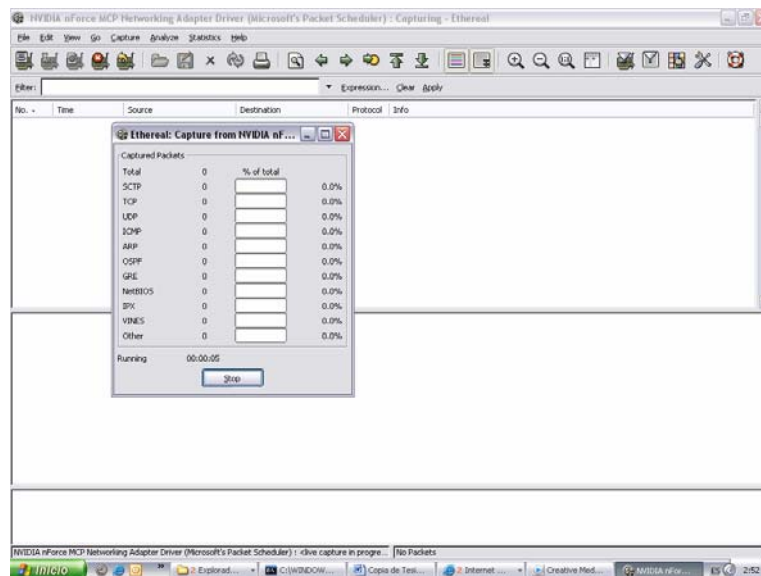 NVIDIA nForce MCP Networking Adapter Driver (Microsoft's Packet Scheduler) : Capturing - Ethereal
File Edit View Go Capture Analyze Statistics Help
Filter: Expression... Clear Apply
No. - Time Source Destination Protocol Info
Ethereal: Capture from NVIDIA nF...
Captured Packets
Total 0 % of total
SCTP 0 0.0%
TCP 0 0.0%
UDP 0 0.0%
ICMP 0 0.0%
ARP 0 0.0%
OSPF 0 0.0%
GRE 0 0.0%
NetBIOS 0 0.0%
IPX 0 0.0%
VINES 0 0.0%
Other 0 0.0%
Running 00:00:05
Stop
NVIDIA nForce MCP Networking Adapter Driver (Microsoft's Packet Scheduler) : <live capture in progre... No Packets
Inicio 2 Explorad... C:\WINDOW... Copia de Tesi... 2 Internet ... Creative Med... NVIDIA nFor... ES 2:52